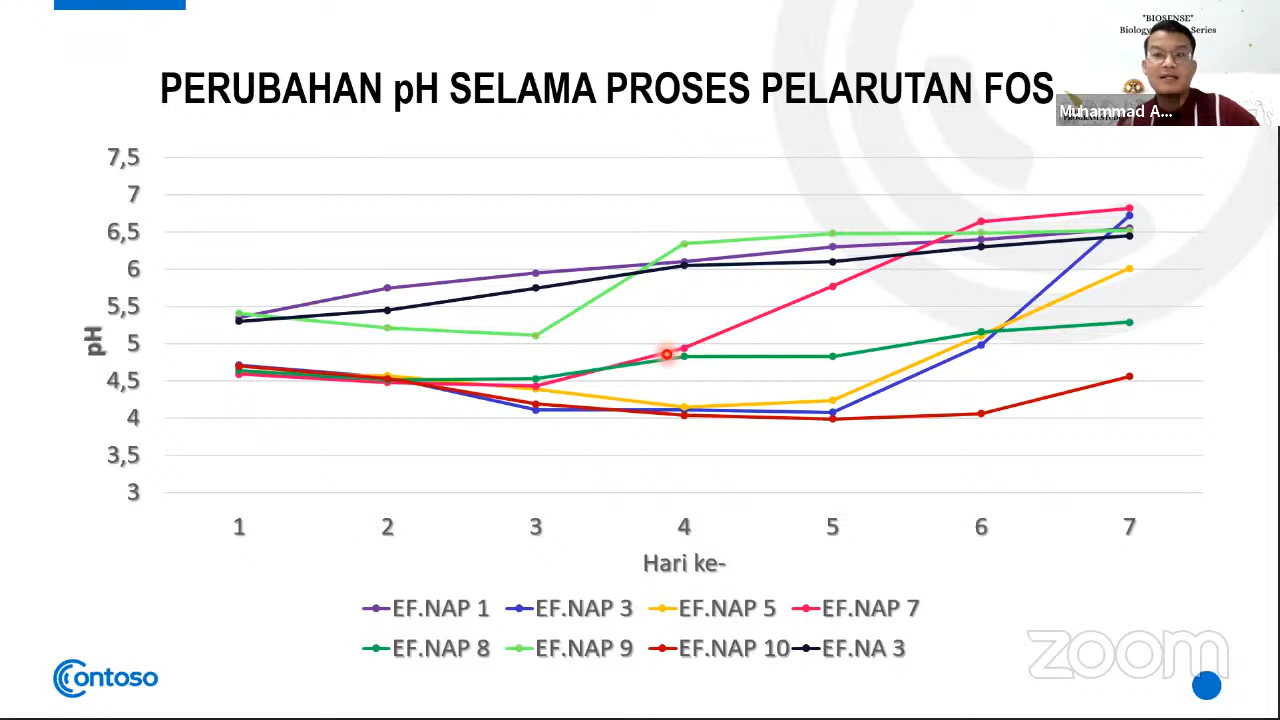 "BIOSENSE"
Biology Series
PERUBAHAN pH SELAMA PROSES PELARUTAN FOS
Muhammad A...
7,5
7
6,5
6
5,5
5
4,5
4
3,5
3
pH
1 2 3 4 5 6 7
Hari ke-
EF.NAP 1 EF.NAP 3 EF.NAP 5 EF.NAP 7
EF.NAP 8 EF.NAP 9 EF.NAP 10 EF.NA 3
Contoso
zoom